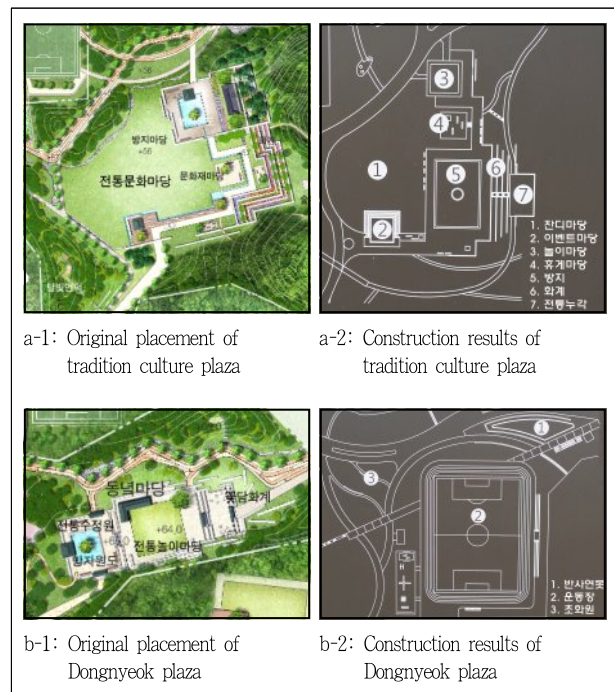 방지마당
+56
전통문화마당
문화재마당
달빛언덕
1
2
3
4
5
6
7
1. 잔디마당
2. 이벤트마당
3. 놀이마당
4. 휴게마당
5. 방지
6. 화계
7. 전통누각
a-1: Original placement of
tradition culture plaza
a-2: Construction results of
tradition culture plaza
동녘마당
꽃담화계
전통수정원
+64.0
전통놀이마당
방지원도
1
2
3
1. 반사연못
2. 운동장
3. 초화원
b-1: Original placement of
Dongnyeok plaza
b-2: Construction results of
Dongnyeok plaza